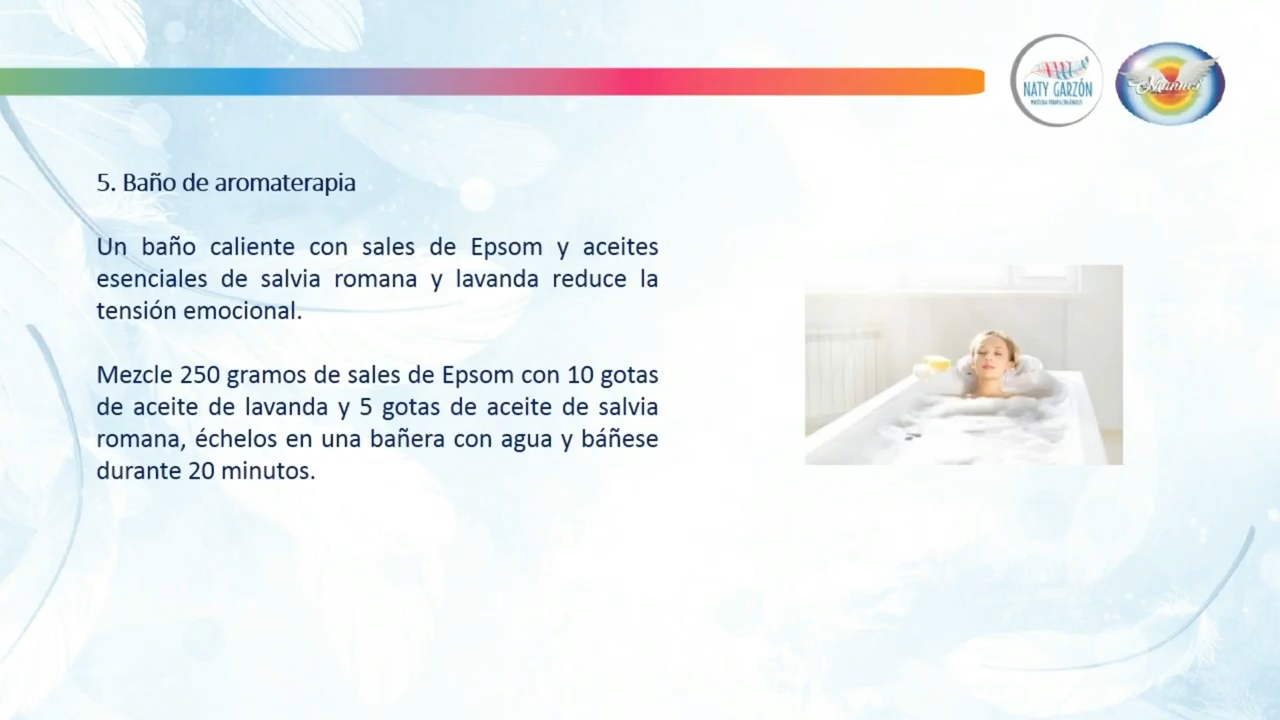 NATY GARZÓN
5. Baño de aromaterapia
Un baño caliente con sales de Epsom y aceites
esenciales de salvia romana y lavanda reduce la
tensión emocional.
Mezcle 250 gramos de sales de Epsom con 10 gotas
de aceite de lavanda y 5 gotas de aceite de salvia
romana, échelos en una bañera con agua y báñese
durante 20 minutos.